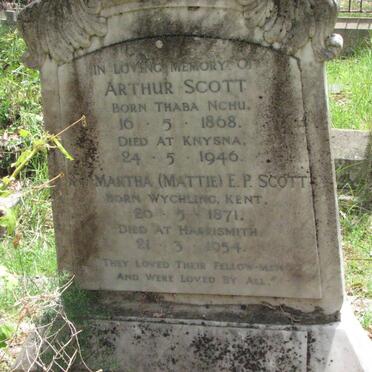 IN LOVING MEMORY OF
ARTHUR SCOTT
BORN THABA NCHU.
16 · 5 · 1868.
DIED AT KNYSNA.
24 · 5 · 1946.
MARTHA (MATTIE) E.P. SCOTT
BORN WYCHLING, KENT.
20 · 5 · 1871.
DIED AT HARRISMITH
21 · 3 · 1954.
"THEY LOVED THEIR FELLOW-MEN
AND WERE LOVED BY ALL."